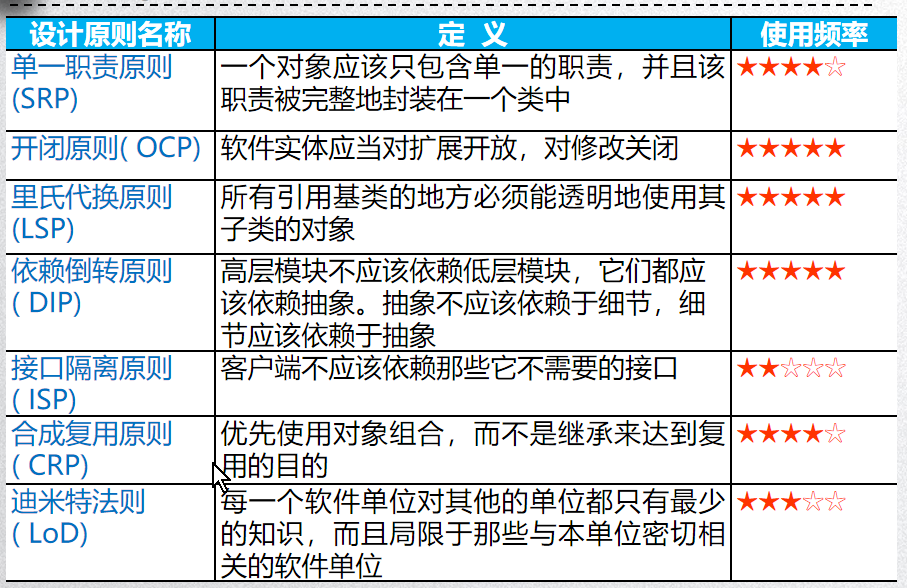 设计原则名称 定 义 使用频率
单一职责原则
(SRP)
一个对象应该只包含单一的职责，并且该
职责被完整地封装在一个类中
★★★★☆
开闭原则( OCP)
软件实体应当对扩展开放，对修改关闭
★★★★★
里氏代换原则
(LSP)
所有引用基类的地方必须能透明地使用其
子类的对象
★★★★★
依赖倒转原则
( DIP)
高层模块不应该依赖低层模块，它们都应
该依赖抽象。抽象不应该依赖于细节，细
节应该依赖于抽象
★★★★★
接口隔离原则
( ISP)
客户端不应该依赖那些它不需要的接口
★★☆☆☆
合成复用原则
( CRP)
优先使用对象组合，而不是继承来达到复
用的目的
★★★★☆
迪米特法则
( LoD)
每一个软件单位对其他的单位都只有最少
的知识，而且局限于那些与本单位密切相
关的软件单位
★★★☆☆